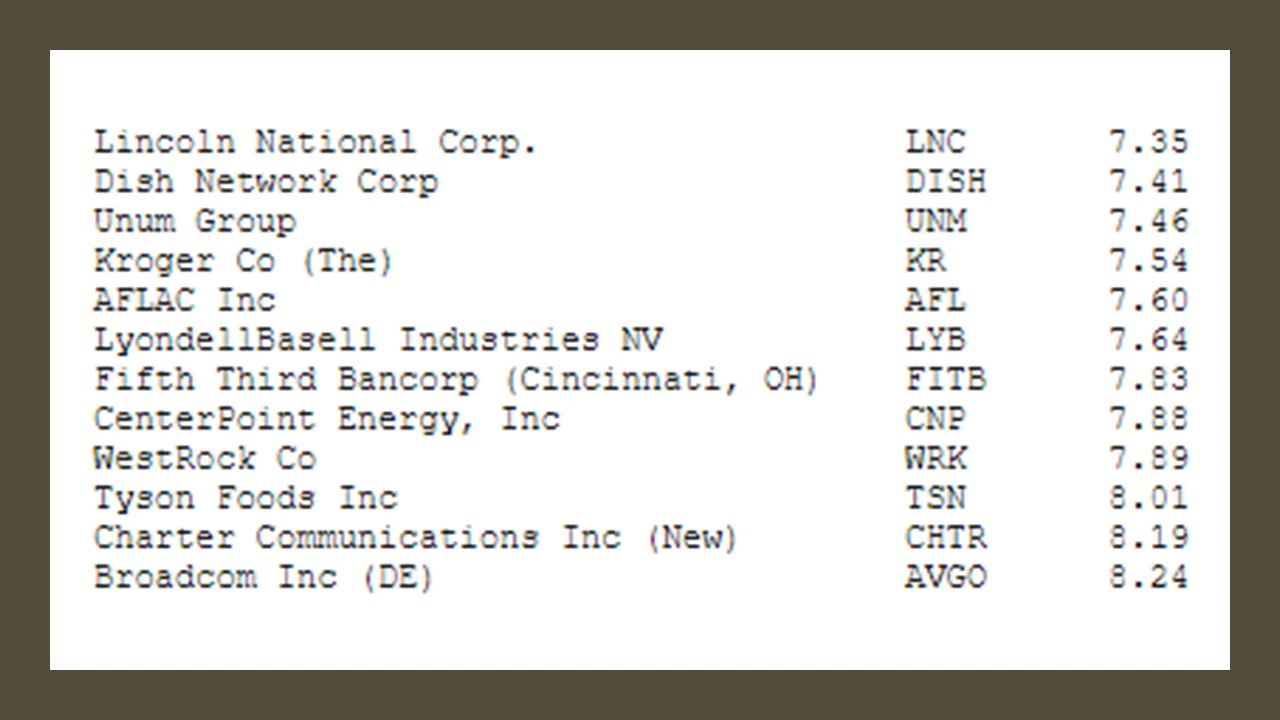 Lincoln National Corp. LNC 7.35
Dish Network Corp DISH 7.41
Unum Group UNM 7.46
Kroger Co (The) KR 7.54
AFLAC Inc AFL 7.60
LyondellBasell Industries NV LYB 7.64
Fifth Third Bancorp (Cincinnati, OH) FITB 7.83
CenterPoint Energy, Inc CNP 7.88
WestRock Co WRK 7.89
Tyson Foods Inc TSN 8.01
Charter Communications Inc (New) CHTR 8.19
Broadcom Inc (DE) AVGO 8.24